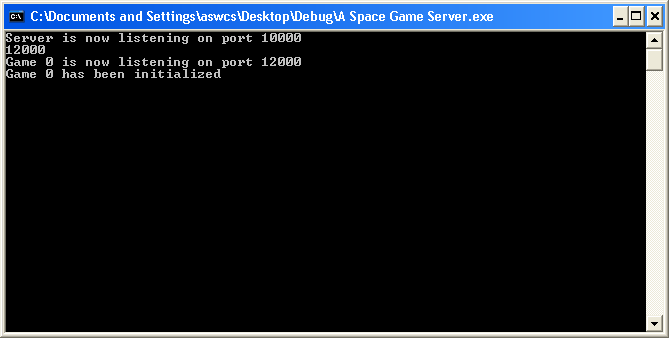 C:\Documents and Settings\aswcs\Desktop\Debug\A Space Game Server.exe
Server is now listening on port 10000
12000
Game 0 is now listening on port 12000
Game 0 has been initialized